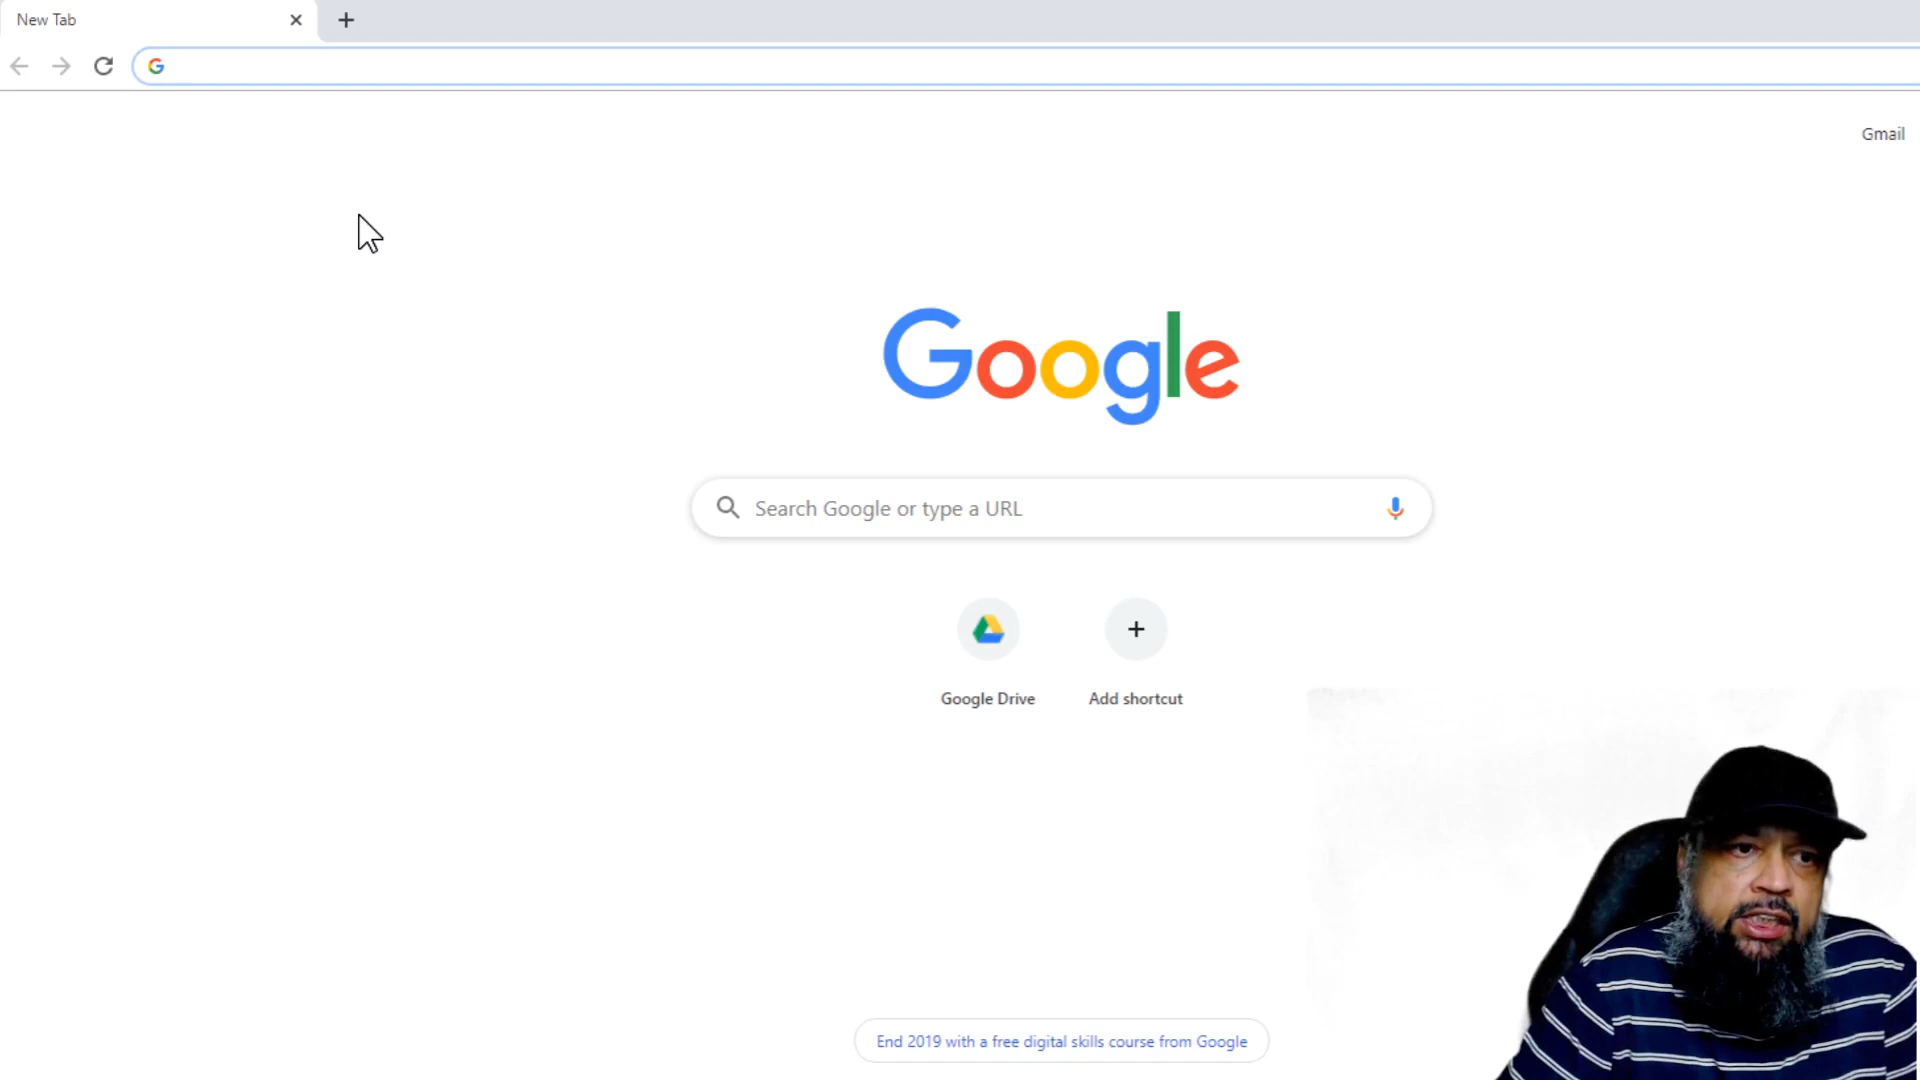 New Tab
Gmail
Google
Search Google or type a URL
Google Drive
Add shortcut
End 2019 with a free digital skills course from Google